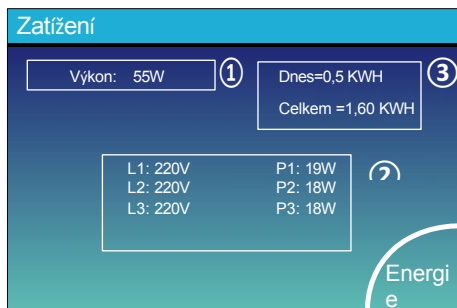 Zatížení
Výkon: 55W
①
Dnes=0,5 KWH
③
Celkem =1,60 KWH
L1: 220V P1: 19W
②
L2: 220V P2: 18W
L3: 220V P3: 18W
Energi
e